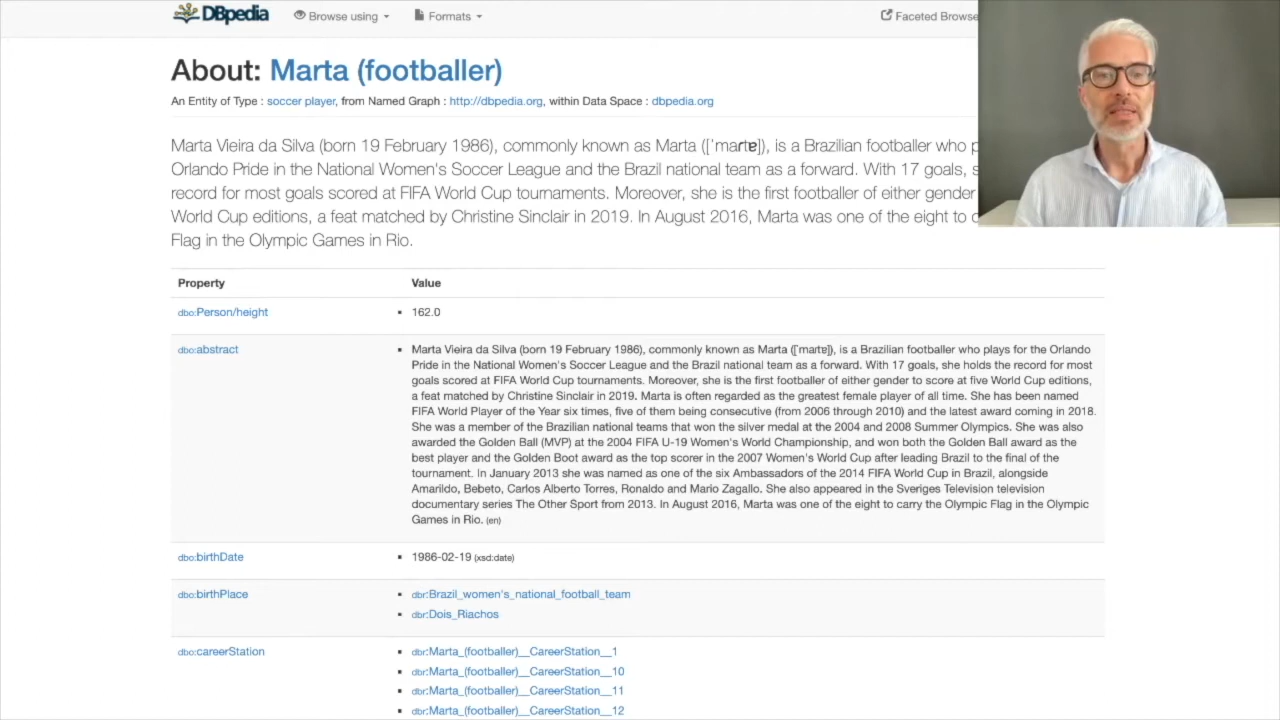 DBpedia Browse using Formats Faceted Browse
About: Marta (footballer)
An Entity of Type : soccer player, from Named Graph : http://dbpedia.org, within Data Space : dbpedia.org
Marta Vieira da Silva (born 19 February 1986), commonly known as Marta ([ˈmaɾtɐ]), is a Brazilian footballer who
Orlando Pride in the National Women's Soccer League and the Brazil national team as a forward. With 17 goals,
record for most goals scored at FIFA World Cup tournaments. Moreover, she is the first footballer of either gender
World Cup editions, a feat matched by Christine Sinclair in 2019. In August 2016, Marta was one of the eight to
Flag in the Olympic Games in Rio.
Property Value
dbo:Person/height 162.0
dbo:abstract Marta Vieira da Silva (born 19 February 1986), commonly known as Marta ([ˈmaɾtɐ]), is a Brazilian footballer who plays for the Orlando
Pride in the National Women's Soccer League and the Brazil national team as a forward. With 17 goals, she holds the record for most
goals scored at FIFA World Cup tournaments. Moreover, she is the first footballer of either gender to score at five World Cup editions,
a feat matched by Christine Sinclair in 2019. Marta is often regarded as the greatest female player of all time. She has been named
FIFA World Player of the Year six times, five of them being consecutive (from 2006 through 2010) and the latest award coming in 2018.
She was a member of the Brazilian national teams that won the silver medal at the 2004 and 2008 Summer Olympics. She was also
awarded the Golden Ball (MVP) at the 2004 FIFA U-19 Women's World Championship, and won both the Golden Ball award as the
best player and the Golden Boot award as the top scorer in the 2007 Women's World Cup after leading Brazil to the final of the
tournament. In January 2013 she was named as one of the six Ambassadors of the 2014 FIFA World Cup in Brazil, alongside
Amarildo, Bebeto, Carlos Alberto Torres, Ronaldo and Mario Zagallo. She also appeared in the Sveriges Television television
documentary series The Other Sport from 2013. In August 2016, Marta was one of the eight to carry the Olympic Flag in the Olympic
Games in Rio. (en)
dbo:birthDate 1986-02-19 (xsd:date)
dbo:birthPlace dbr:Brazil_women's_national_football_team
dbr:Dois_Riachos
dbo:careerStation dbr:Marta_(footballer)__CareerStation__1
dbr:Marta_(footballer)__CareerStation__10
dbr:Marta_(footballer)__CareerStation__11
dbr:Marta_(footballer)__CareerStation__12